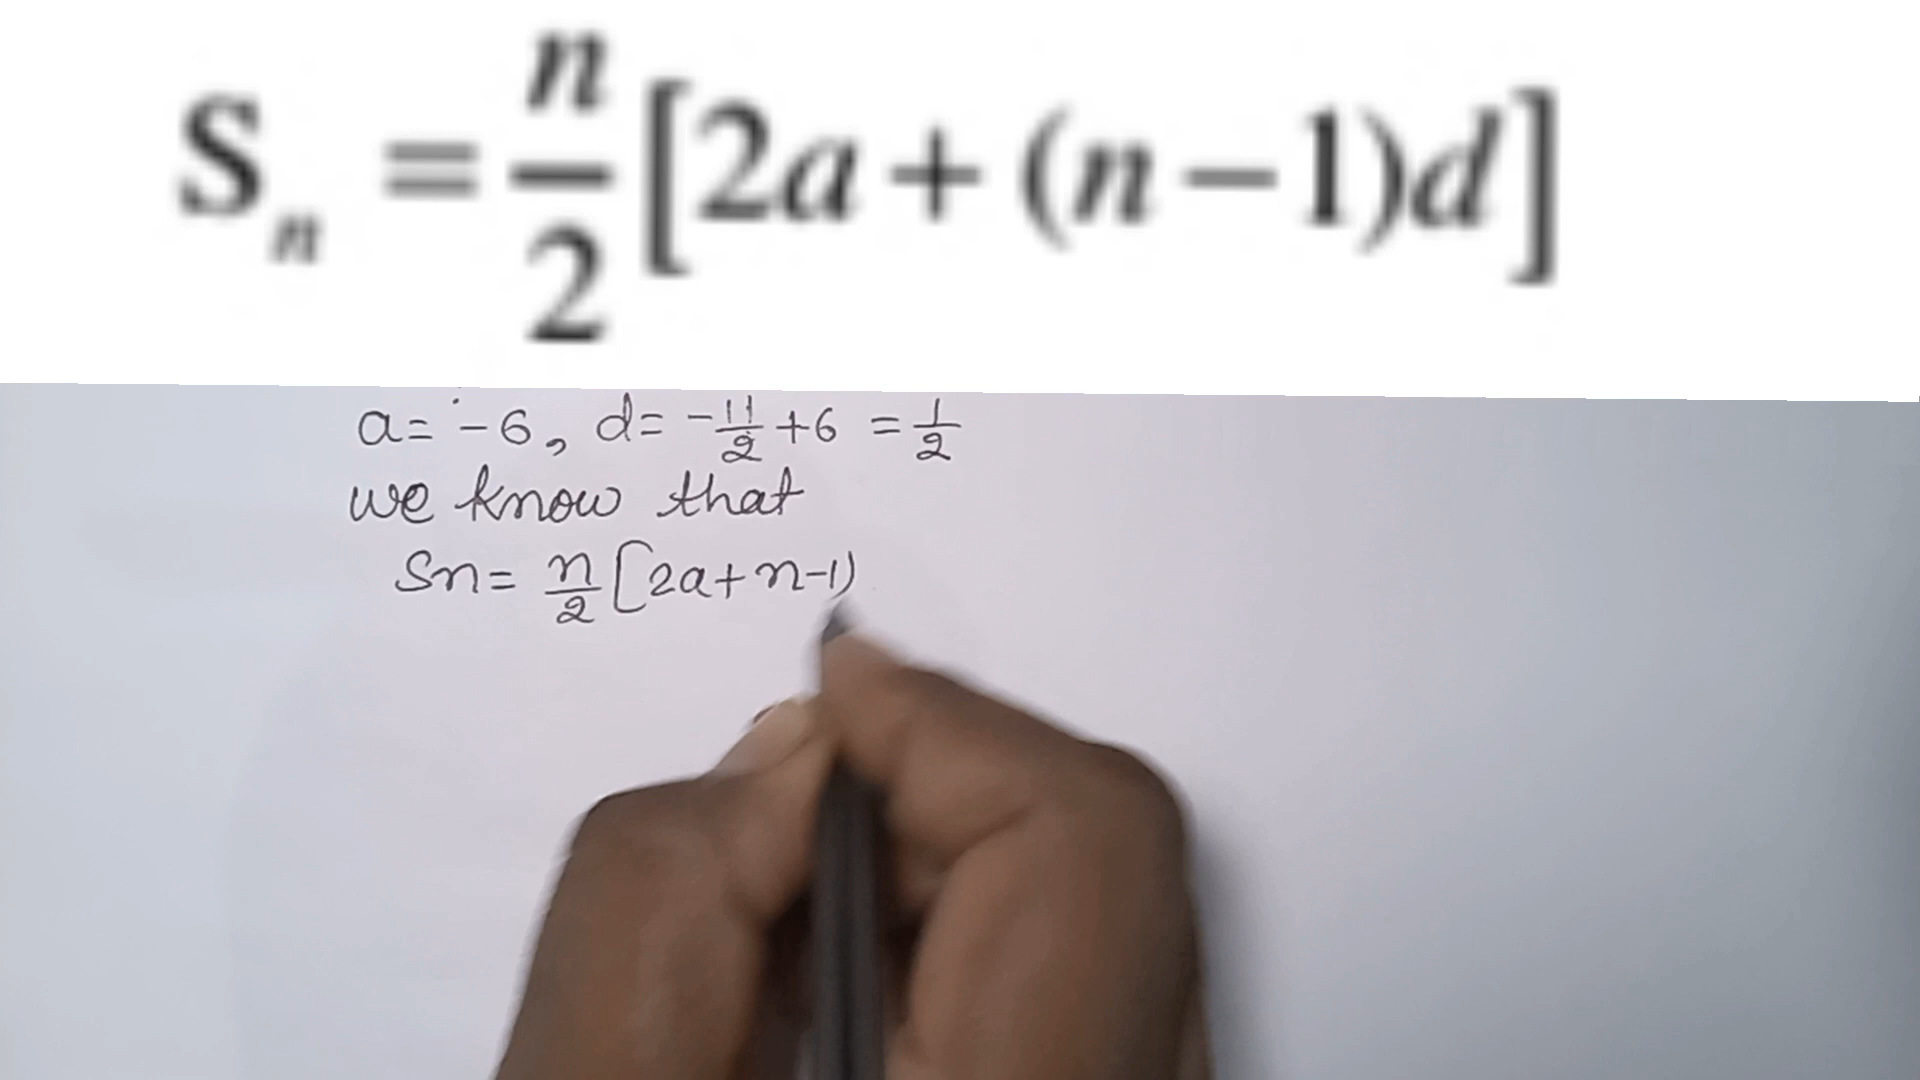 Sn = n/2 [2a + (n − 1)d]
a = -6, d = -11/2 + 6 = 1/2
we know that
Sn = n/2 [2a + n-1)